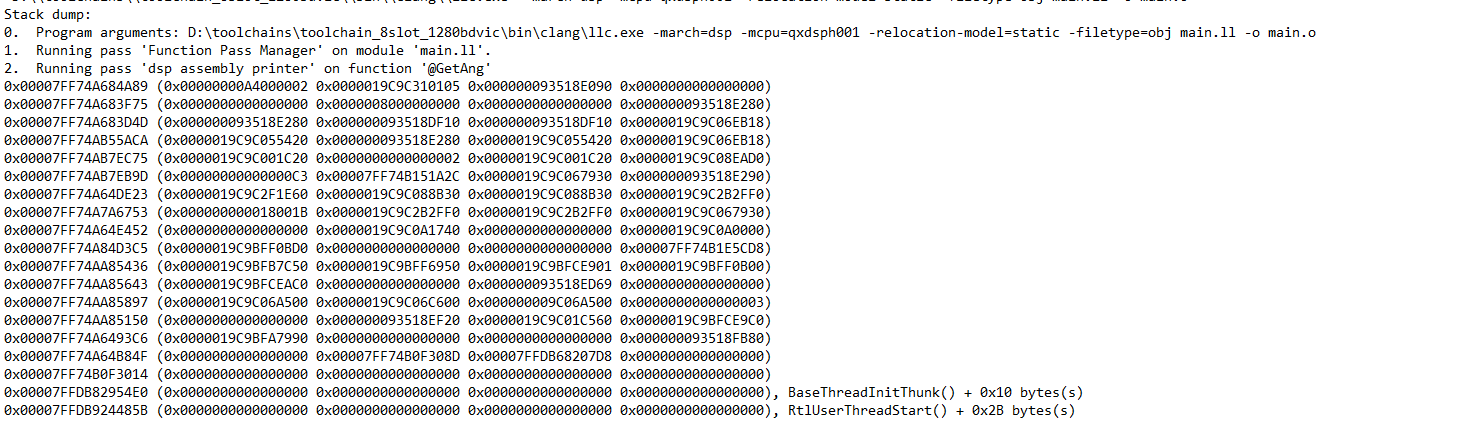 Stack dump:
0. Program arguments: D:\toolchains\toolchain_8slot_1280bdvic\bin\clang\llc.exe -march=dsp -mcpu=qxdsph001 -relocation-model=static -filetype=obj main.ll -o main.o
1. Running pass 'Function Pass Manager' on module 'main.ll'.
2. Running pass 'dsp assembly printer' on function '@GetAng'
0x00007FF74A684A89 (0x00000000A4000002 0x0000019C9C310105 0x000000093518E090 0x0000000000000000)
0x00007FF74A683F75 (0x0000000000000000 0x0000008000000000 0x0000000000000000 0x000000093518E280)
0x00007FF74A683D4D (0x000000093518E280 0x000000093518DF10 0x000000093518DF10 0x0000019C9C06EB18)
0x00007FF74AB55ACA (0x0000019C9C055420 0x000000093518E280 0x0000019C9C055420 0x0000019C9C06EB18)
0x00007FF74AB7EC75 (0x0000019C9C001C20 0x0000000000000002 0x0000019C9C001C20 0x0000019C9C08EAD0)
0x00007FF74AB7EB9D (0x00000000000000C3 0x00007FF74B151A2C 0x0000019C9C067930 0x000000093518E290)
0x00007FF74A64DE23 (0x0000019C9C2F1E60 0x0000019C9C088B30 0x0000019C9C088B30 0x0000019C9C2B2FF0)
0x00007FF74A7A6753 (0x000000000018001B 0x0000019C9C2B2FF0 0x0000019C9C2B2FF0 0x0000019C9C067930)
0x00007FF74A64E452 (0x0000000000000000 0x0000019C9C0A1740 0x0000000000000000 0x0000019C9C0A0000)
0x00007FF74A84D3C5 (0x0000019C9BFF0BD0 0x0000000000000000 0x0000000000000000 0x00007FF74B1E5CD8)
0x00007FF74AA85436 (0x0000019C9BFB7C50 0x0000019C9BFF6950 0x0000019C9BFCE901 0x0000019C9BFF0B00)
0x00007FF74AA85643 (0x0000019C9BFCEAC0 0x0000000000000000 0x000000093518ED69 0x0000000000000000)
0x00007FF74AA85897 (0x0000019C9C06A500 0x0000019C9C06C600 0x000000009C06A500 0x0000000000000003)
0x00007FF74AA85150 (0x0000000000000000 0x000000093518EF20 0x0000019C9C01C560 0x0000019C9BFCE9C0)
0x00007FF74A6493C6 (0x0000019C9BFA7990 0x0000000000000000 0x0000000000000000 0x000000093518FB80)
0x00007FF74A64B84F (0x0000000000000000 0x00007FF74B0F308D 0x00007FFDB68207D8 0x0000000000000000)
0x00007FF74B0F3014 (0x0000000000000000 0x0000000000000000 0x0000000000000000 0x0000000000000000)
0x00007FFDB82954E0 (0x0000000000000000 0x0000000000000000 0x0000000000000000 0x0000000000000000), BaseThreadInitThunk() + 0x10 bytes(s)
0x00007FFDB924485B (0x0000000000000000 0x0000000000000000 0x0000000000000000 0x0000000000000000), RtlUserThreadStart() + 0x2B bytes(s)